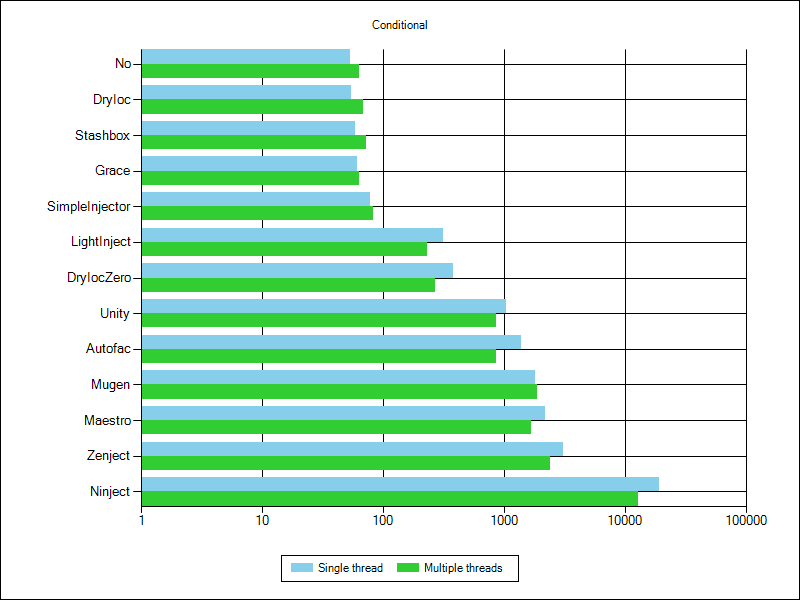 Conditional
No
DryIoc
Stashbox
Grace
SimpleInjector
LightInject
DryIocZero
Unity
Autofac
Mugen
Maestro
Zenject
Ninject
1 10 100 1000 10000 100000
Single thread Multiple threads